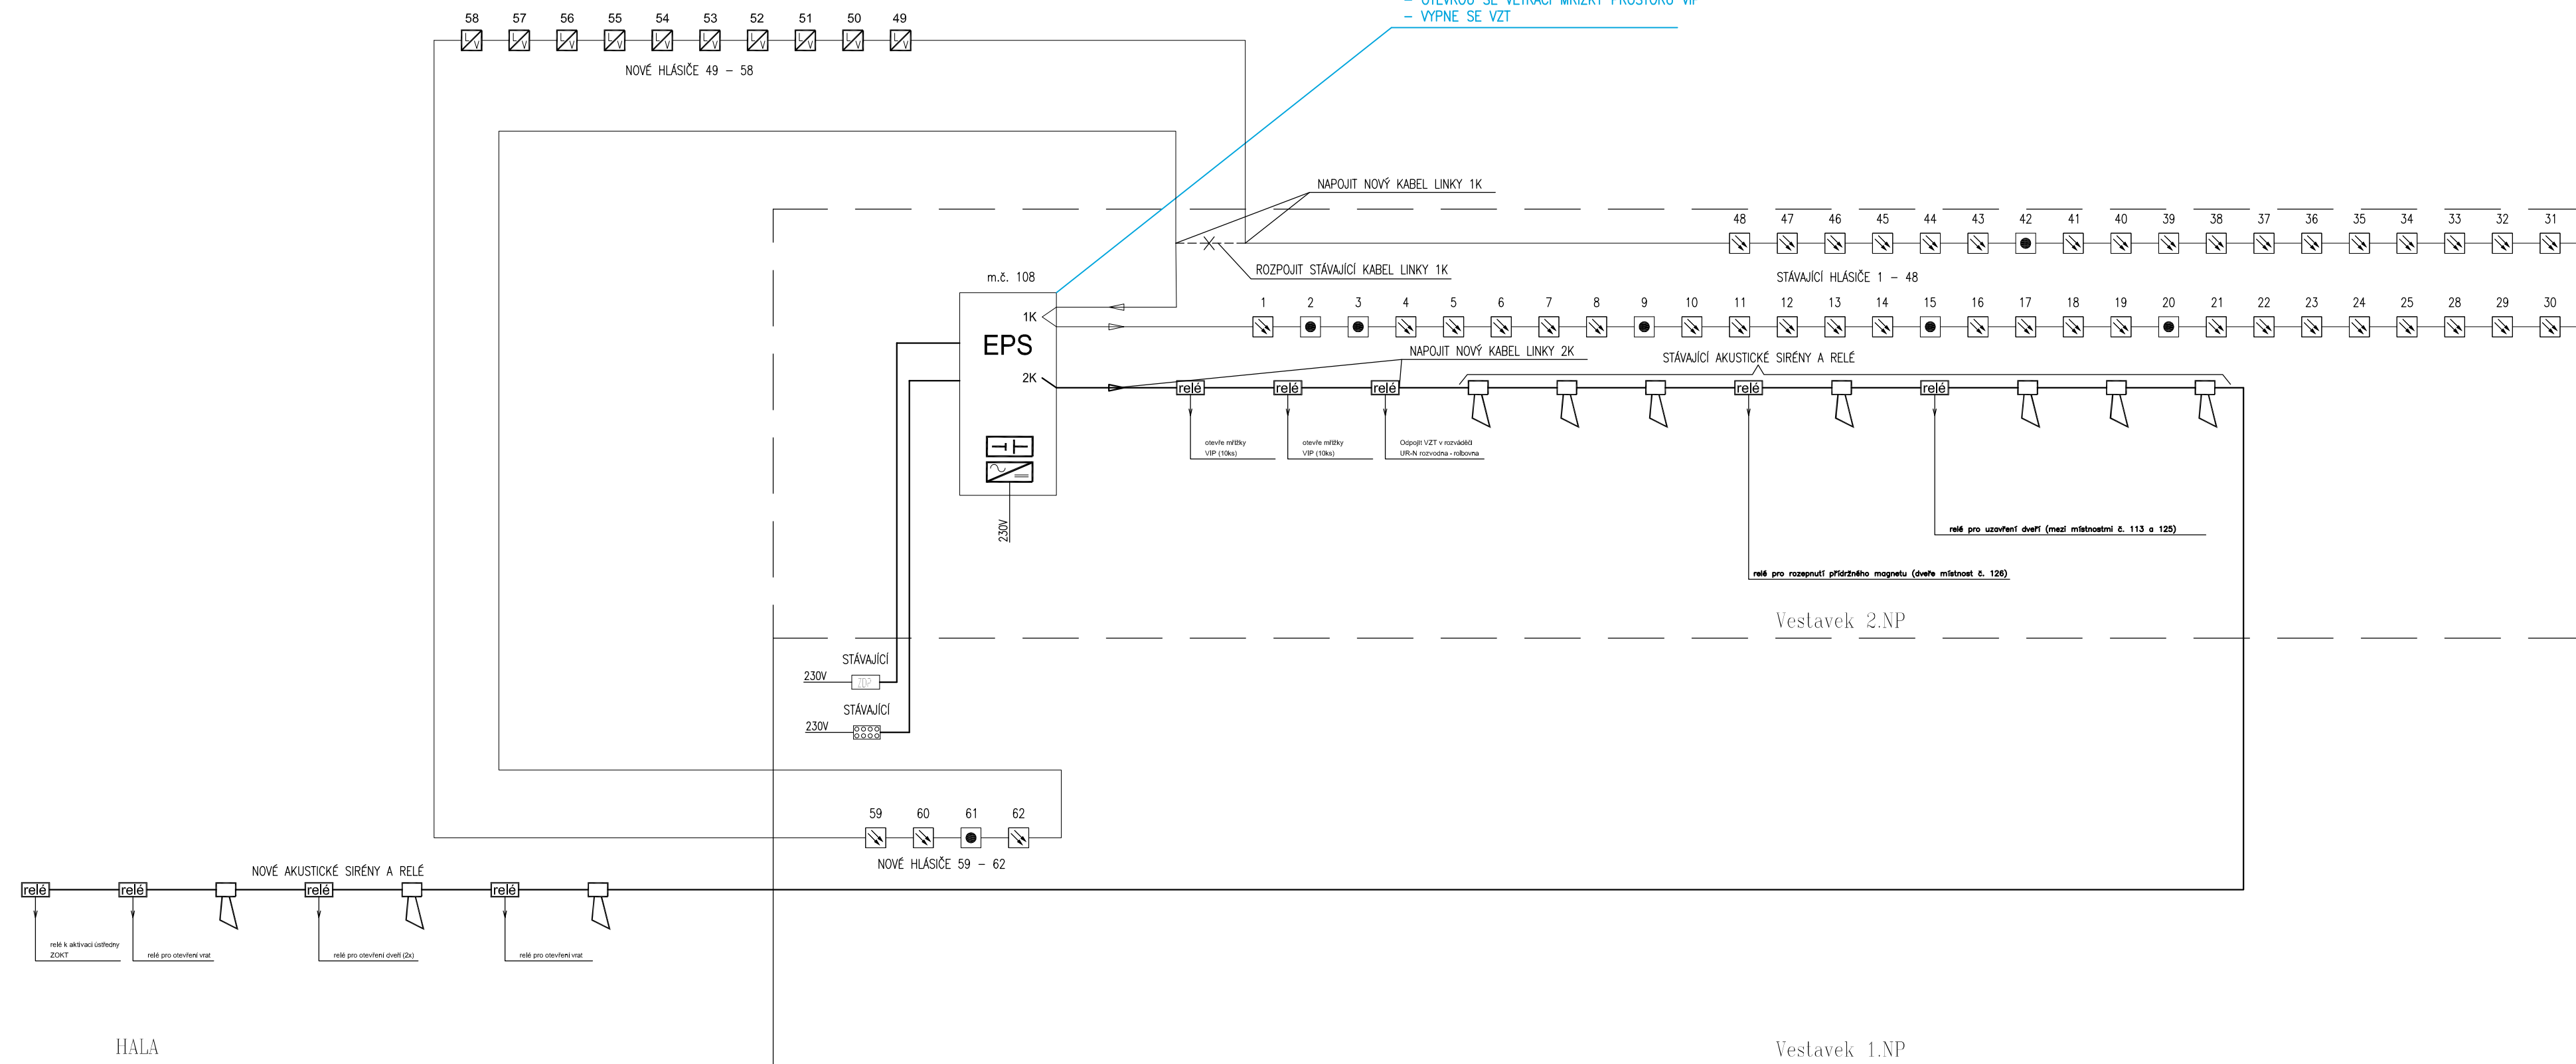 – OTEVŘOU SE VĚTRACÍ MŘÍŽKY PROSTORU VIP
– VYPNE SE VZT
58 57 56 55 54 53 52 51 50 49
L V L V L V L V L V L V L V L V L V L V
NOVÉ HLÁSIČE 49 – 58
NAPOJIT NOVÝ KABEL LINKY 1K
48 47 46 45 44 43 42 41 40 39 38 37 36 35 34 33 32 31
ROZPOJIT STÁVAJÍCÍ KABEL LINKY 1K
STÁVAJÍCÍ HLÁSIČE 1 – 48
m.č. 108
1 2 3 4 5 6 7 8 9 10 11 12 13 14 15 16 17 18 19 20 21 22 23 24 25 28 29 30
1K
EPS
2K
NAPOJIT NOVÝ KABEL LINKY 2K
STÁVAJÍCÍ AKUSTICKÉ SIRÉNY A RELÉ
relé relé relé relé relé
otevře mřížky
VIP (10ks)
otevře mřížky
VIP (10ks)
Odpojit VZT v rozváděči
UR-N rozvodna - rolbovna
230V
relé pro uzavření dveří (mezi místnostmi č. 113 a 125)
relé pro rozepnutí přídržného magnetu (dveře místnost č. 126)
Vestavek 2.NP
STÁVAJÍCÍ
230V
ZDP
STÁVAJÍCÍ
230V
59 60 61 62
NOVÉ HLÁSIČE 59 – 62
NOVÉ AKUSTICKÉ SIRÉNY A RELÉ
relé relé relé relé
relé k aktivaci ústředny
ZOKT
relé pro otevření vrat
relé pro otevření dveří (2x)
relé pro otevření vrat
HALA
Vestavek 1.NP